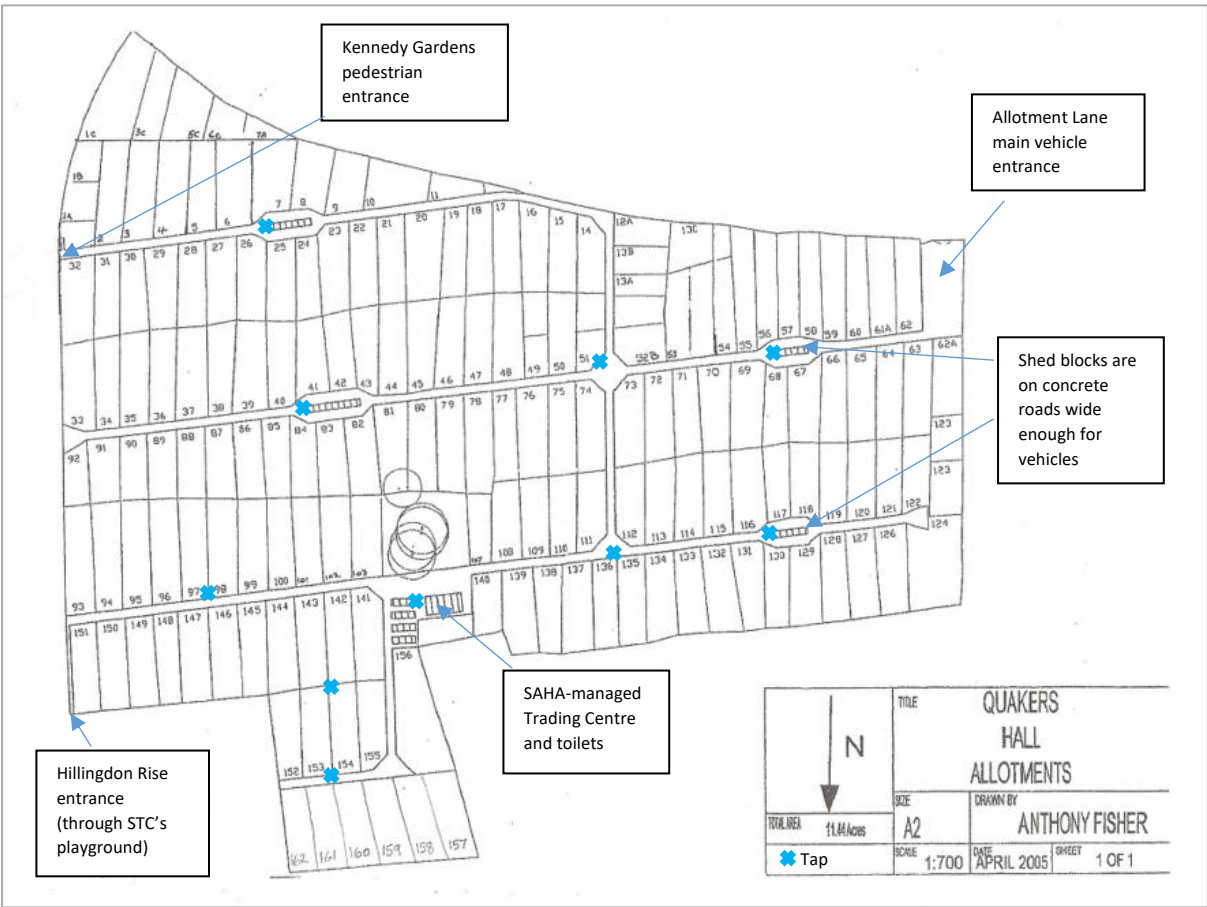 Kennedy Gardens
pedestrian
entrance
Allotment Lane
main vehicle
entrance
1C 3C 5C 6C 7A
1B
1A
1 2 3 4 5 6 7 8 9 10 11
32 31 30 29 28 27 26 25 24 23 22 21 20 19 18 17 16 15 14
12A 13C
13B
13A
33 34 35 36 37 38 39 40 41 42 43 44 45 46 47 48 49 50 51
52B 53 54 55 56 57 58 59 60 61A 62
92 91 90 89 88 87 86 85 84 83 82 81 80 79 78 77 76 75 74
73 72 71 70 69 68 67 66 65 64 63 62A
Shed blocks are
on concrete
roads wide
enough for
vehicles
123
123
93 94 95 96 97 98 99 100 101 102 103 107 108 109 110 111
112 113 114 115 116 117 118 119 120 121 122
151 150 149 148 147 146 145 144 143 142 141
140 139 138 137 136 135 134 133 132 131 130 129 128 127 126 124
156
152 153 154 155
162 161 160 159 158 157
SAHA-managed
Trading Centre
and toilets
Hillingdon Rise
entrance
(through STC's
playground)
N
TITLE QUAKERS
HALL
ALLOTMENTS
TOTAL AREA 11.44 Acres
SIZE A2
DRAWN BY ANTHONY FISHER
Tap
SCALE 1:700
DATE APRIL 2005
SHEET 1 OF 1